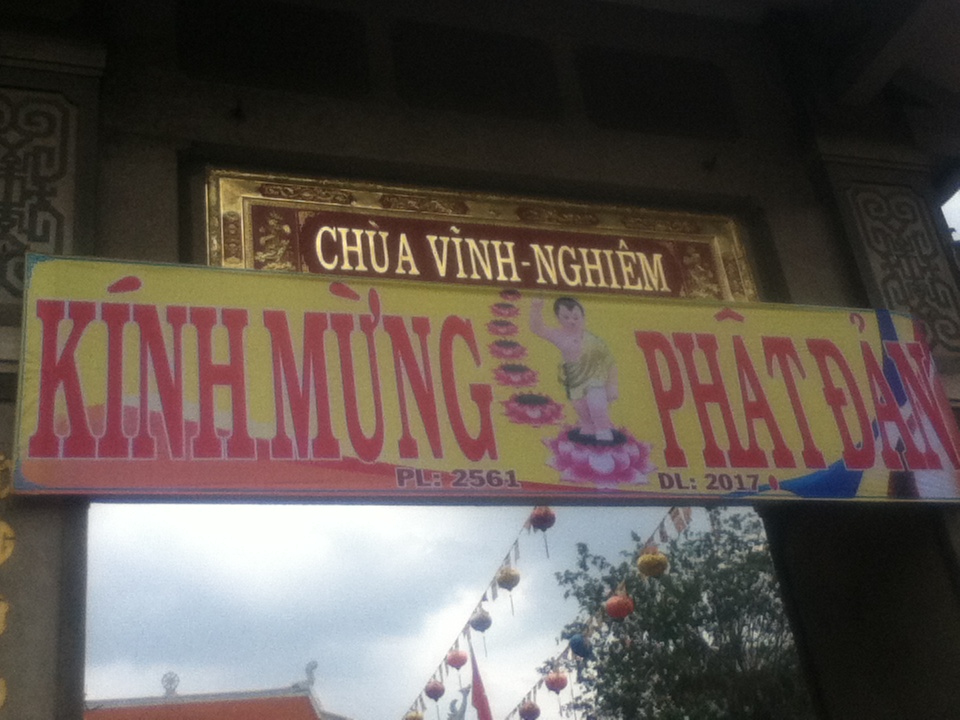 CHÙA VĨNH-NGHIÊM
KÍNH MỪNG PHẬT ĐẢN
PL: 2561 DL: 2017